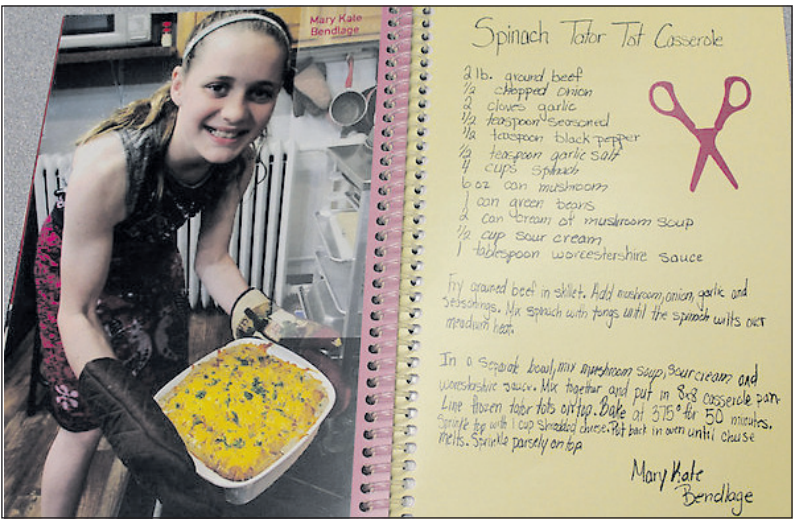 Mary Kate
Bendlage
Spinach Tator Tot Casserole
2 lb. ground beef
1/2 chopped onion
2 cloves garlic
1/2 teaspoon seasoned
1/2 teaspoon black pepper
1/2 teaspoon garlic salt
4 cups spinach
6 oz can mushroom
1 can green beans
2 can cream of mushroom soup
1/2 cup sour cream
1 tablespoon worcestershire sauce
Fry ground beef in skillet. Add mushroom, onion, garlic and
seasonings. Mix spinach with tongs until the spinach wilts over
meadium heat.
In a separate bowl, mix mushroom soup, sour cream and
worcestershire sauce. Mix together and put in 8x8 casserole pan.
Line frozen tator tots on top. Bake at 375° for 50 minutes.
Sprinkle top with 1 cup shredded cheese. Put back in oven until chuse
melts. Sprinkle parsely on top
Mary Kate
Bendlage